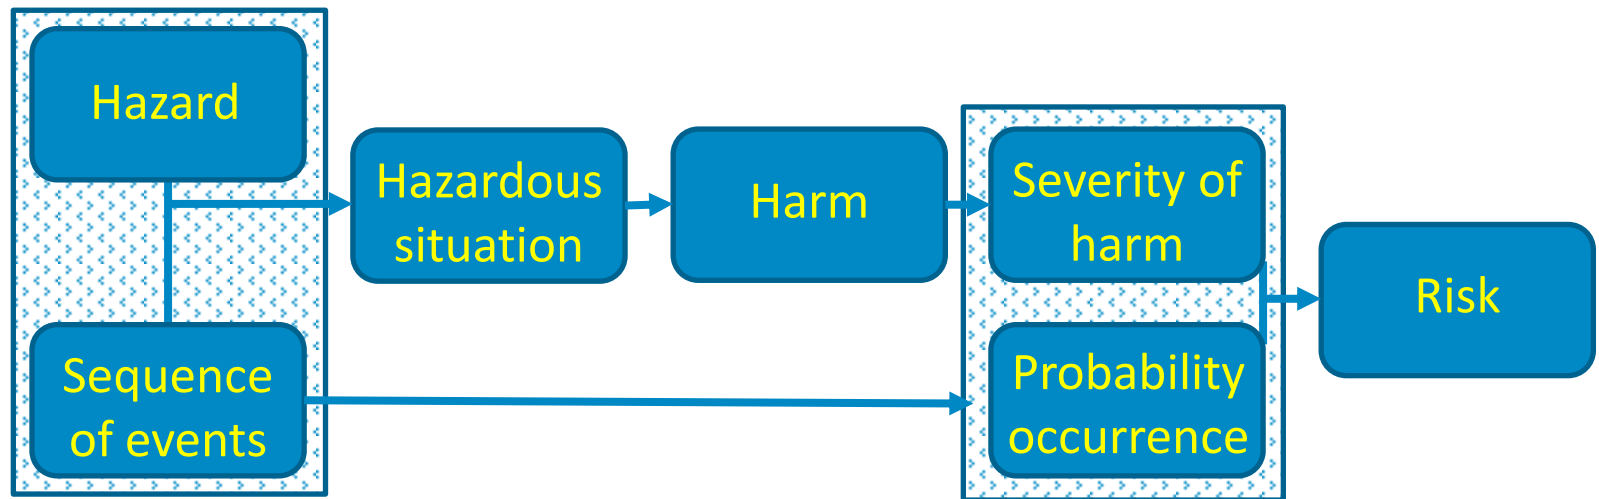 Hazard
Sequence
of events
Hazardous
situation
Harm
Severity of
harm
Probability
occurrence
Risk